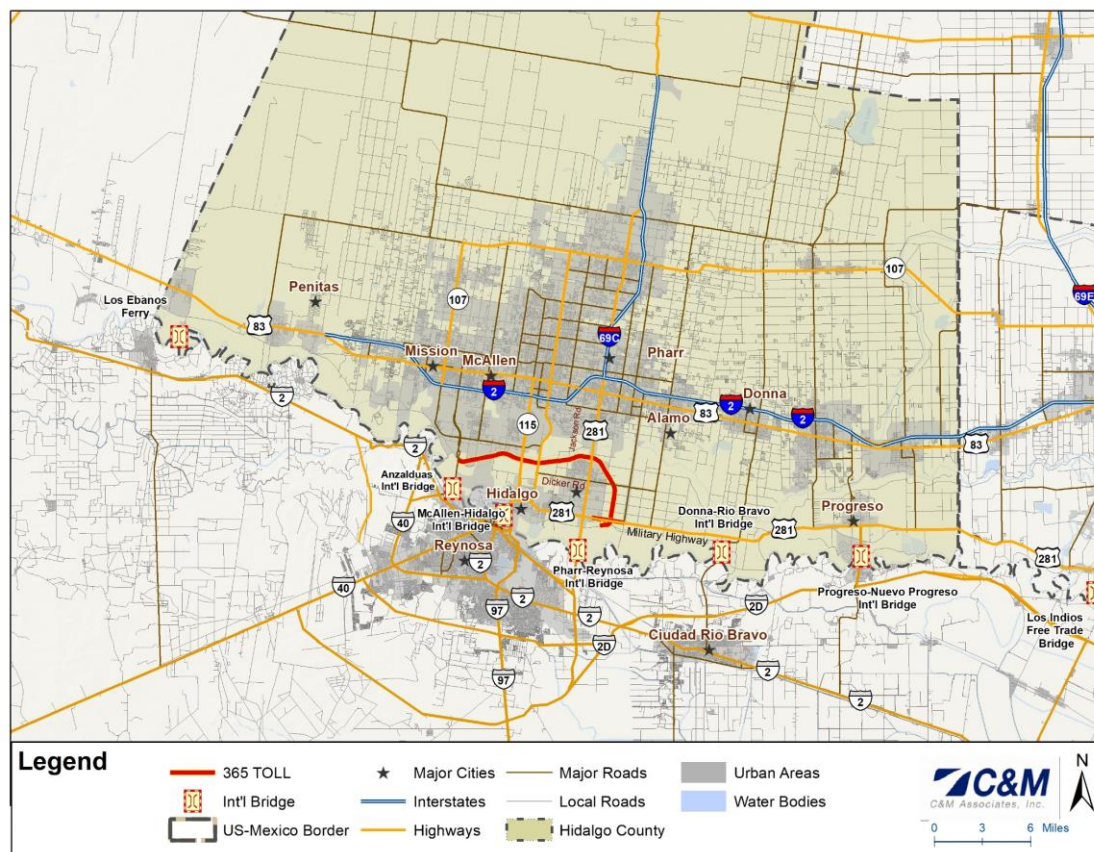 69E
107
107
Penitas
Los Ebanos
Ferry
83
69C
Pharr
Mission
McAllen
2
2
Donna
83
2
2
83
Alamo
115
281
Jackson Rd
2
Anzalduas
Int'l Bridge
Dicker Rd
Hidalgo
McAllen-Hidalgo
Int'l Bridge
281
Donna-Rio Bravo
Int'l Bridge
Progreso
40
Military Highway
281
281
Reynosa
2
Pharr-Reynosa
Int'l Bridge
40
97
2
2
2D
Progreso-Nuevo Progreso
Int'l Bridge
Los Indios
Free Trade
Bridge
2D
Ciudad Rio Bravo
97
2
2
Legend
365 TOLL
Major Cities
Major Roads
Urban Areas
Int'l Bridge
Interstates
Local Roads
Water Bodies
US-Mexico Border
Highways
Hidalgo County
C&M
C&M Associates, Inc.
N
0 3 6 Miles